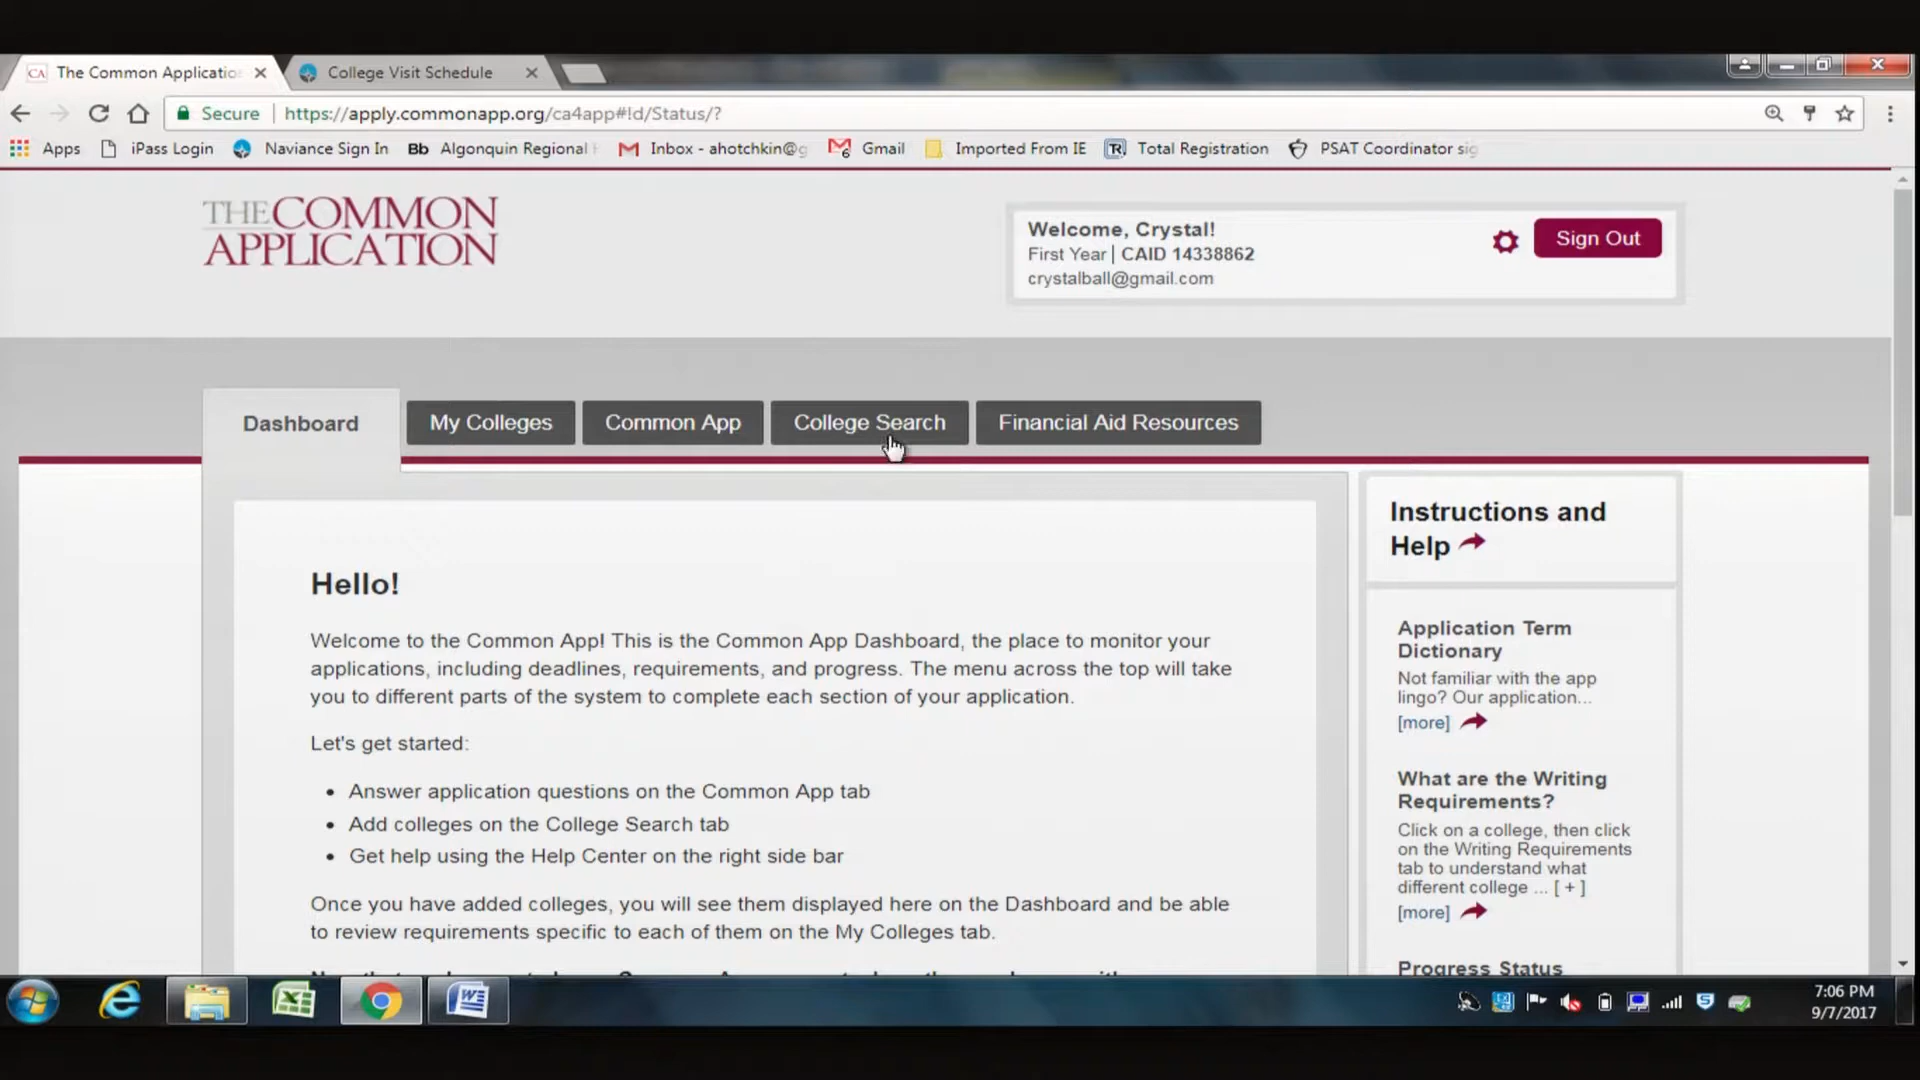 The Common Applicatio
College Visit Schedule
Secure
https://apply.commonapp.org/ca4app#!d/Status/?
Apps
iPass Login
Naviance Sign In
Bb Algonquin Regional
Inbox - ahotchkin@g
Gmail
Imported From IE
Total Registration
PSAT Coordinator sig
THE COMMON
APPLICATION
Welcome, Crystal!
First Year | CAID 14338862
crystalball@gmail.com
Sign Out
Dashboard
My Colleges
Common App
College Search
Financial Aid Resources
Hello!
Welcome to the Common App! This is the Common App Dashboard, the place to monitor your
applications, including deadlines, requirements, and progress. The menu across the top will take
you to different parts of the system to complete each section of your application.
Let's get started:
• Answer application questions on the Common App tab
• Add colleges on the College Search tab
• Get help using the Help Center on the right side bar
Once you have added colleges, you will see them displayed here on the Dashboard and be able
to review requirements specific to each of them on the My Colleges tab.
Instructions and
Help
Application Term
Dictionary
Not familiar with the app
lingo? Our application...
[more]
What are the Writing
Requirements?
Click on a college, then click
on the Writing Requirements
tab to understand what
different college ... [ + ]
[more]
Progress Status
7:06 PM
9/7/2017